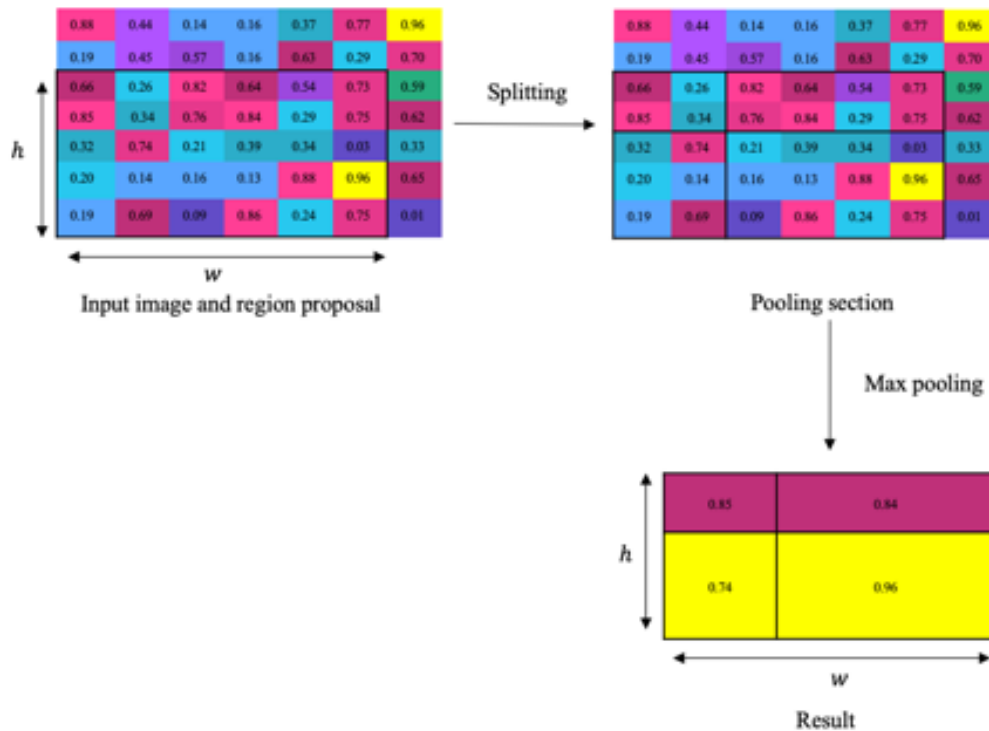 0.88 0.44 0.14 0.16 0.37 0.77 0.96
0.19 0.45 0.57 0.16 0.63 0.29 0.70
0.66 0.26 0.82 0.64 0.54 0.73 0.59
0.85 0.34 0.76 0.84 0.29 0.75 0.62
0.32 0.74 0.21 0.39 0.34 0.03 0.33
0.20 0.14 0.16 0.13 0.88 0.96 0.65
0.19 0.69 0.09 0.86 0.24 0.75 0.01
h
w
Input image and region proposal
Splitting
0.88 0.44 0.14 0.16 0.37 0.77 0.96
0.19 0.45 0.57 0.16 0.63 0.29 0.70
0.66 0.26 0.82 0.64 0.54 0.73 0.59
0.85 0.34 0.76 0.84 0.29 0.75 0.62
0.32 0.74 0.21 0.39 0.34 0.03 0.33
0.20 0.14 0.16 0.13 0.88 0.96 0.65
0.19 0.69 0.09 0.86 0.24 0.75 0.01
Pooling section
Max pooling
0.85 0.84
0.74 0.96
h
w
Result